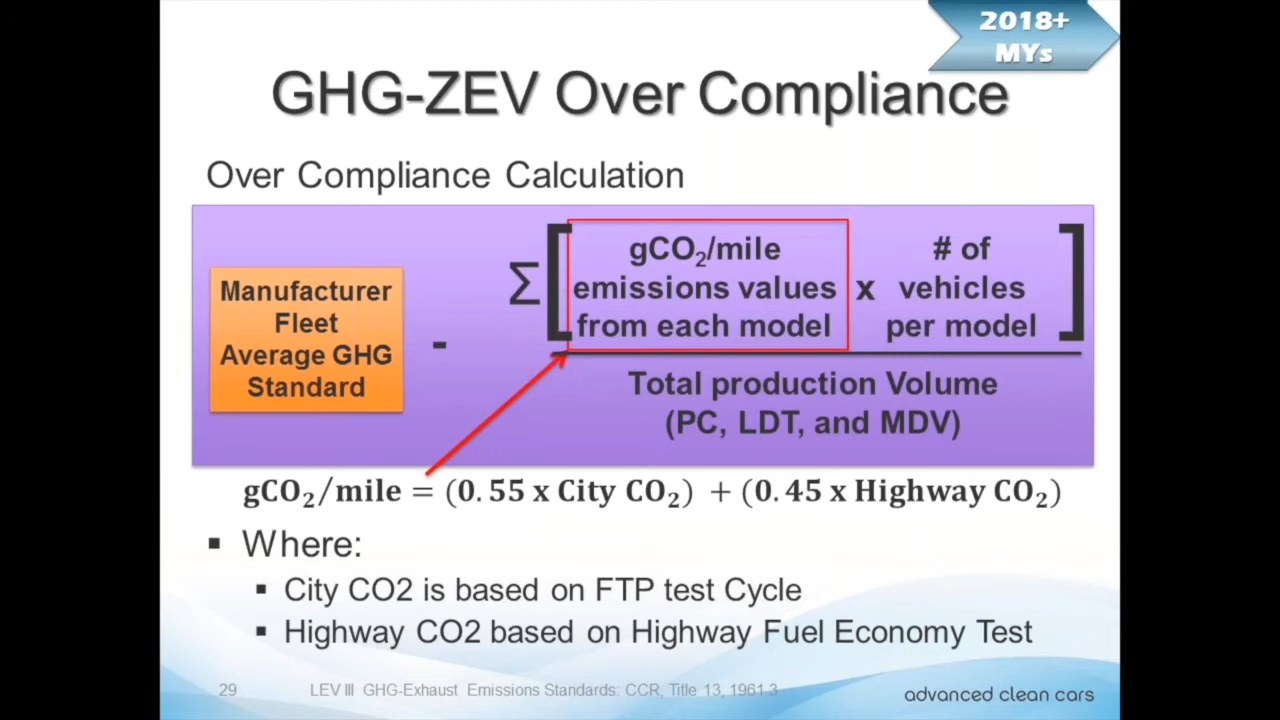 2018+
MYs
GHG-ZEV Over Compliance
Over Compliance Calculation
Manufacturer
Fleet
Average GHG
Standard
-
Σ[
gCO₂/mile
emissions values
from each model
x
# of
vehicles
per model
]
Total production Volume
(PC, LDT, and MDV)
gCO₂/mile = (0.55 x City CO₂) + (0.45 x Highway CO₂)
▪ Where:
▪ City CO2 is based on FTP test Cycle
▪ Highway CO2 based on Highway Fuel Economy Test
29
LEV III GHG-Exhaust Emissions Standards: CCR, Title 13, 1961.3
advanced clean cars